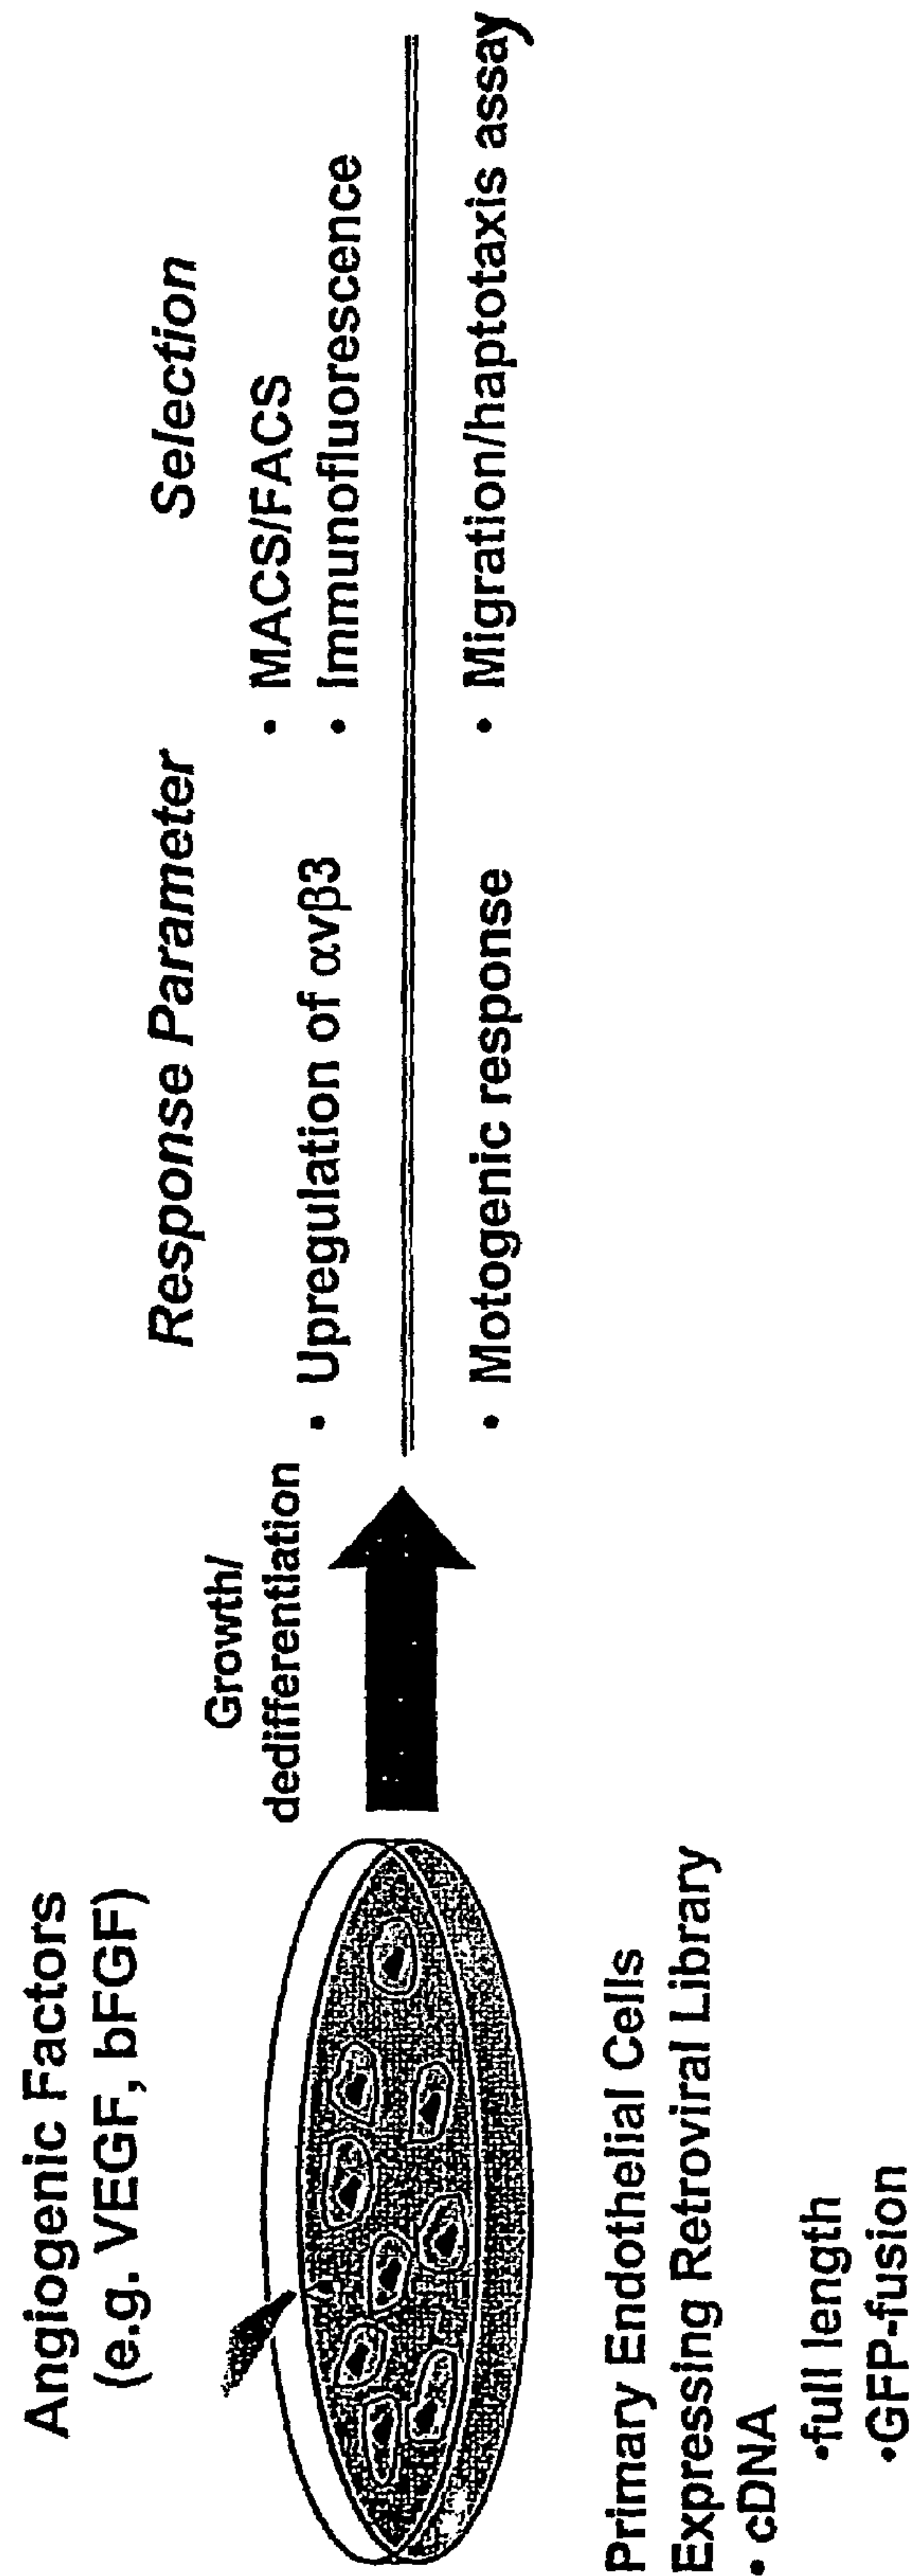 Angiogenic Factors
(e.g. VEGF, bFGF)
Growth/
dedifferentiation
Response Parameter
Selection
• Upregulation of αvβ3
• MACS/FACS
• Immunofluorescence
• Motogenic response
• Migration/haptotaxis assay
Primary Endothelial Cells
Expressing Retroviral Library
• cDNA
•full length
•GFP-fusion